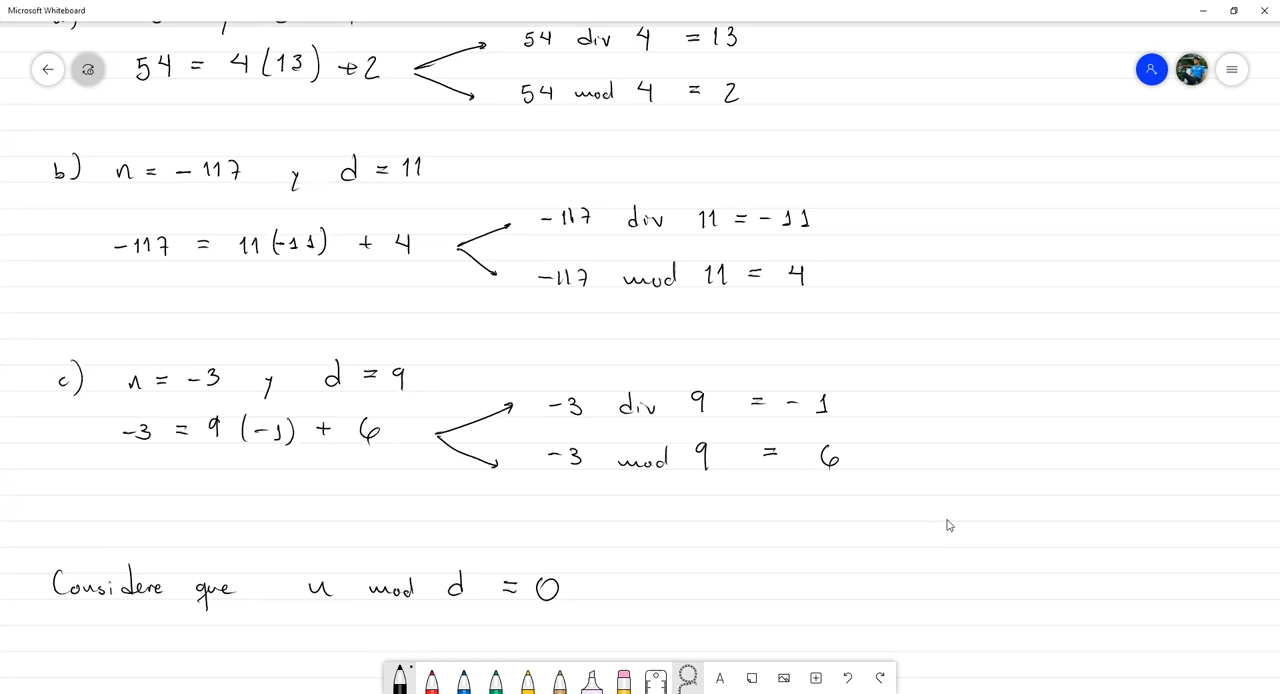 Microsoft Whiteboard
54 div 4 = 13
54 = 4(13) + 2
54 mod 4 = 2
b) n = -117 y d = 11
-117 div 11 = -11
-117 = 11(-11) + 4
-117 mod 11 = 4
c) n = -3 y d = 9
-3 div 9 = -1
-3 = 9(-1) + 6
-3 mod 9 = 6
Considere que n mod d = 0
A